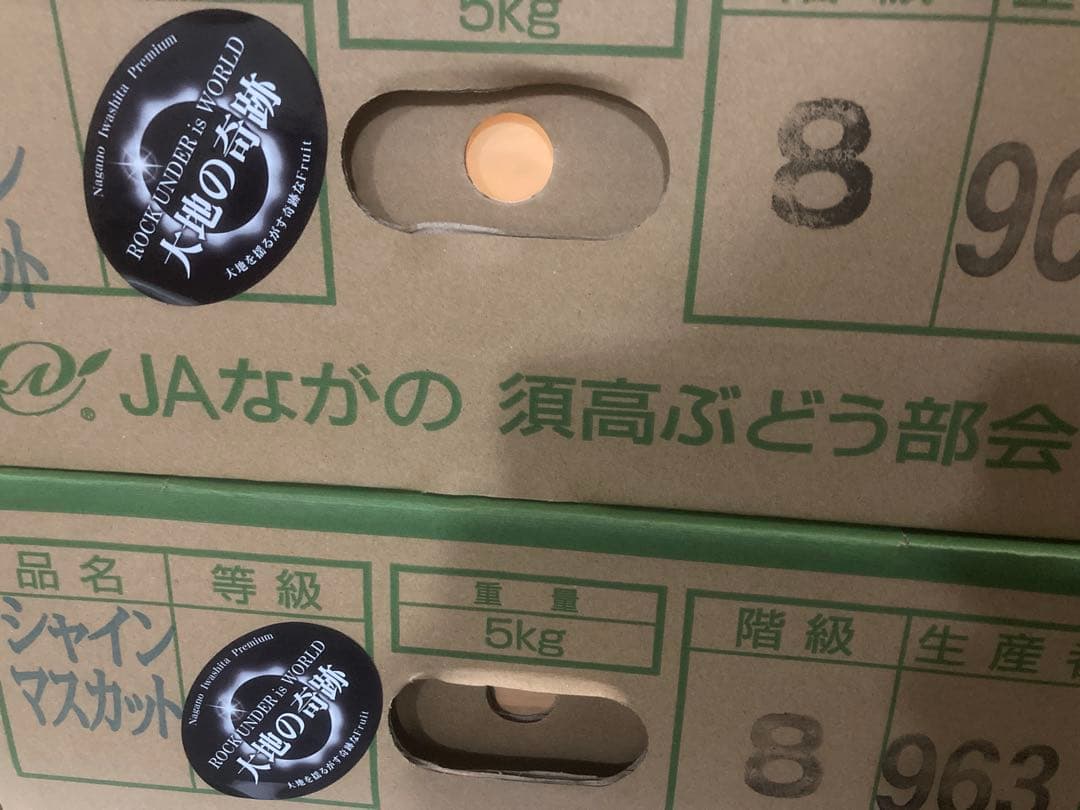 5kg
Nagano Iwashita Premium
ROCK UNDER is WORLD
大地の奇跡
大地を揺るがす奇跡なFruit
8
96
JAながの 須高ぶどう部会
品名
等級
重量
階級
生産者
シャイン
マスカット
5kg
Nagano Iwashita Premium
ROCK UNDER is WORLD
大地の奇跡
大地を揺るがす奇跡なFruit
8
963